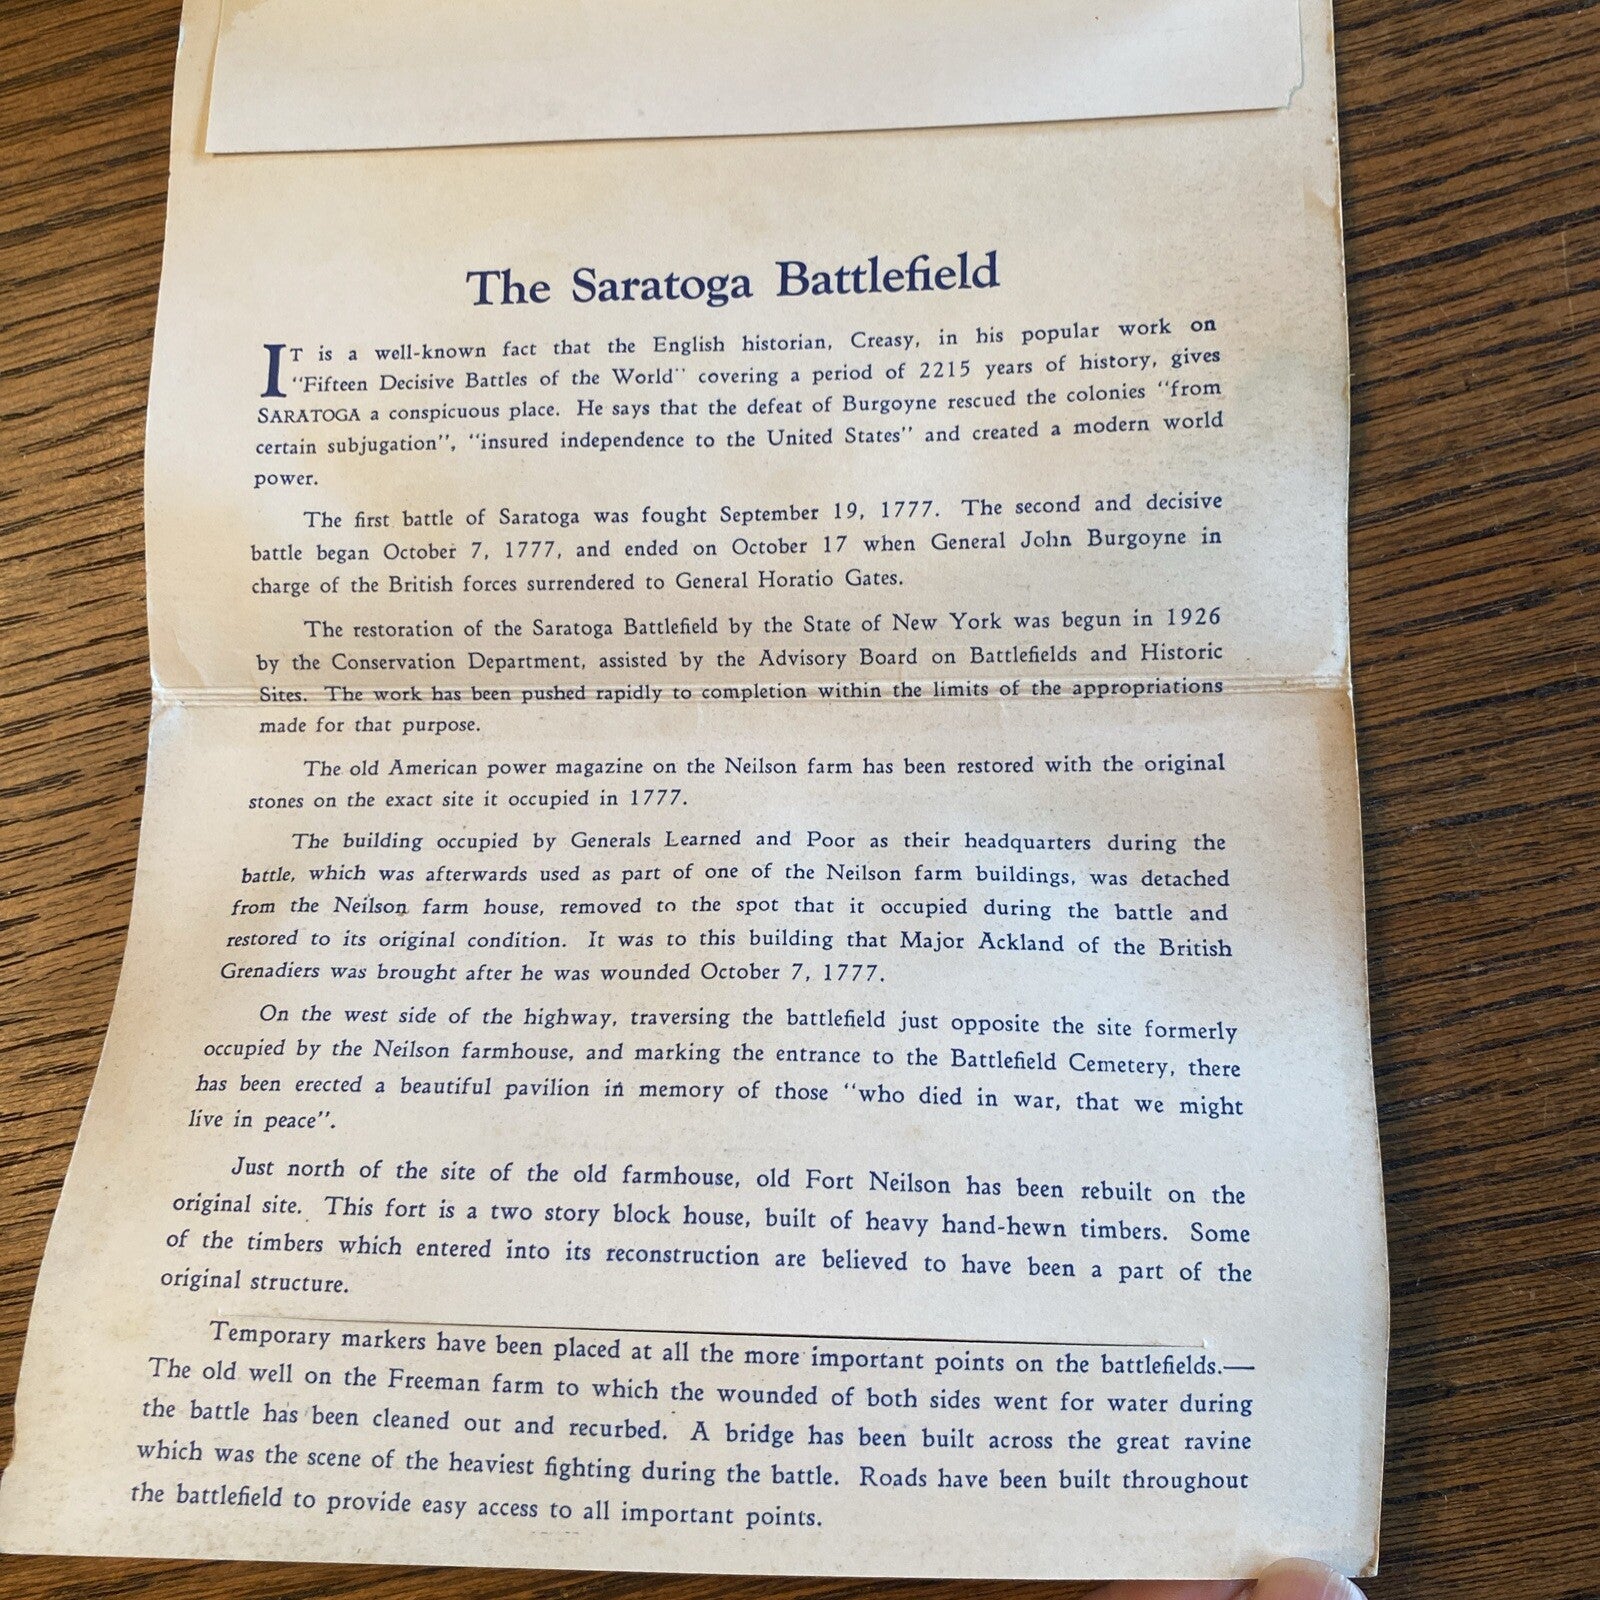 The Saratoga Battlefield
IT is a well-known fact that the English historian, Creasy, in his popular work on
"Fifteen Decisive Battles of the World" covering a period of 2215 years of history, gives
SARATOGA a conspicuous place. He says that the defeat of Burgoyne rescued the colonies "from
certain subjugation", "insured independence to the United States" and created a modern world
power.
The first battle of Saratoga was fought September 19, 1777. The second and decisive
battle began October 7, 1777, and ended on October 17 when General John Burgoyne in
charge of the British forces surrendered to General Horatio Gates.
The restoration of the Saratoga Battlefield by the State of New York was begun in 1926
by the Conservation Department, assisted by the Advisory Board on Battlefields and Historic
Sites. The work has been pushed rapidly to completion within the limits of the appropriations
made for that purpose.
The old American power magazine on the Neilson farm has been restored with the original
stones on the exact site it occupied in 1777.
The building occupied by Generals Learned and Poor as their headquarters during the
battle, which was afterwards used as part of one of the Neilson farm buildings, was detached
from the Neilson farm house, removed to the spot that it occupied during the battle and
restored to its original condition. It was to this building that Major Ackland of the British
Grenadiers was brought after he was wounded October 7, 1777.
On the west side of the highway, traversing the battlefield just opposite the site formerly
occupied by the Neilson farmhouse, and marking the entrance to the Battlefield Cemetery, there
has been erected a beautiful pavilion in memory of those "who died in war, that we might
live in peace".
Just north of the site of the old farmhouse, old Fort Neilson has been rebuilt on the
original site. This fort is a two story block house, built of heavy hand-hewn timbers. Some
of the timbers which entered into its reconstruction are believed to have been a part of the
original structure.
Temporary markers have been placed at all the more important points on the battlefields.—
The old well on the Freeman farm to which the wounded of both sides went for water during
the battle has been cleaned out and recurbed. A bridge has been built across the great ravine
which was the scene of the heaviest fighting during the battle. Roads have been built throughout
the battlefield to provide easy access to all important points.